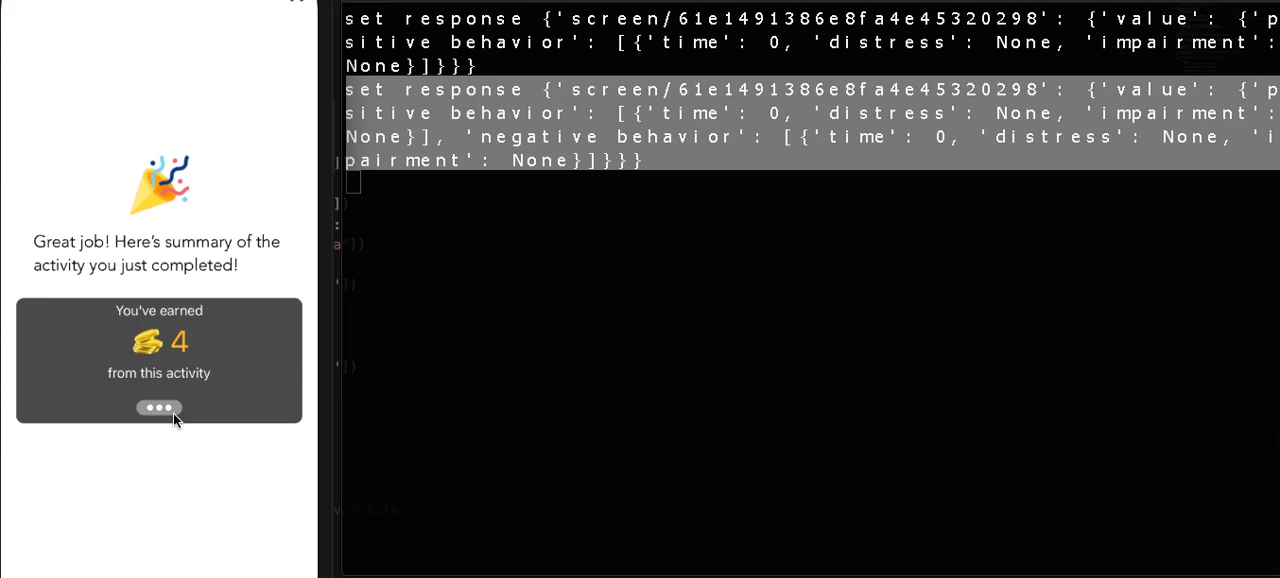 Great job! Here's summary of the
activity you just completed!
You've earned
4
from this activity
set response {'screen/61e1491386e8fa4e45320298': {'value': {'p
sitive behavior': [{'time': 0, 'distress': None, 'impairment':
None}]}}}
set response {'screen/61e1491386e8fa4e45320298': {'value': {'p
sitive behavior': [{'time': 0, 'distress': None, 'impairment':
None}], 'negative behavior': [{'time': 0, 'distress': None, 'i
pairment': None}]}}}
]
])
:
a'])
'])
'])
ver file